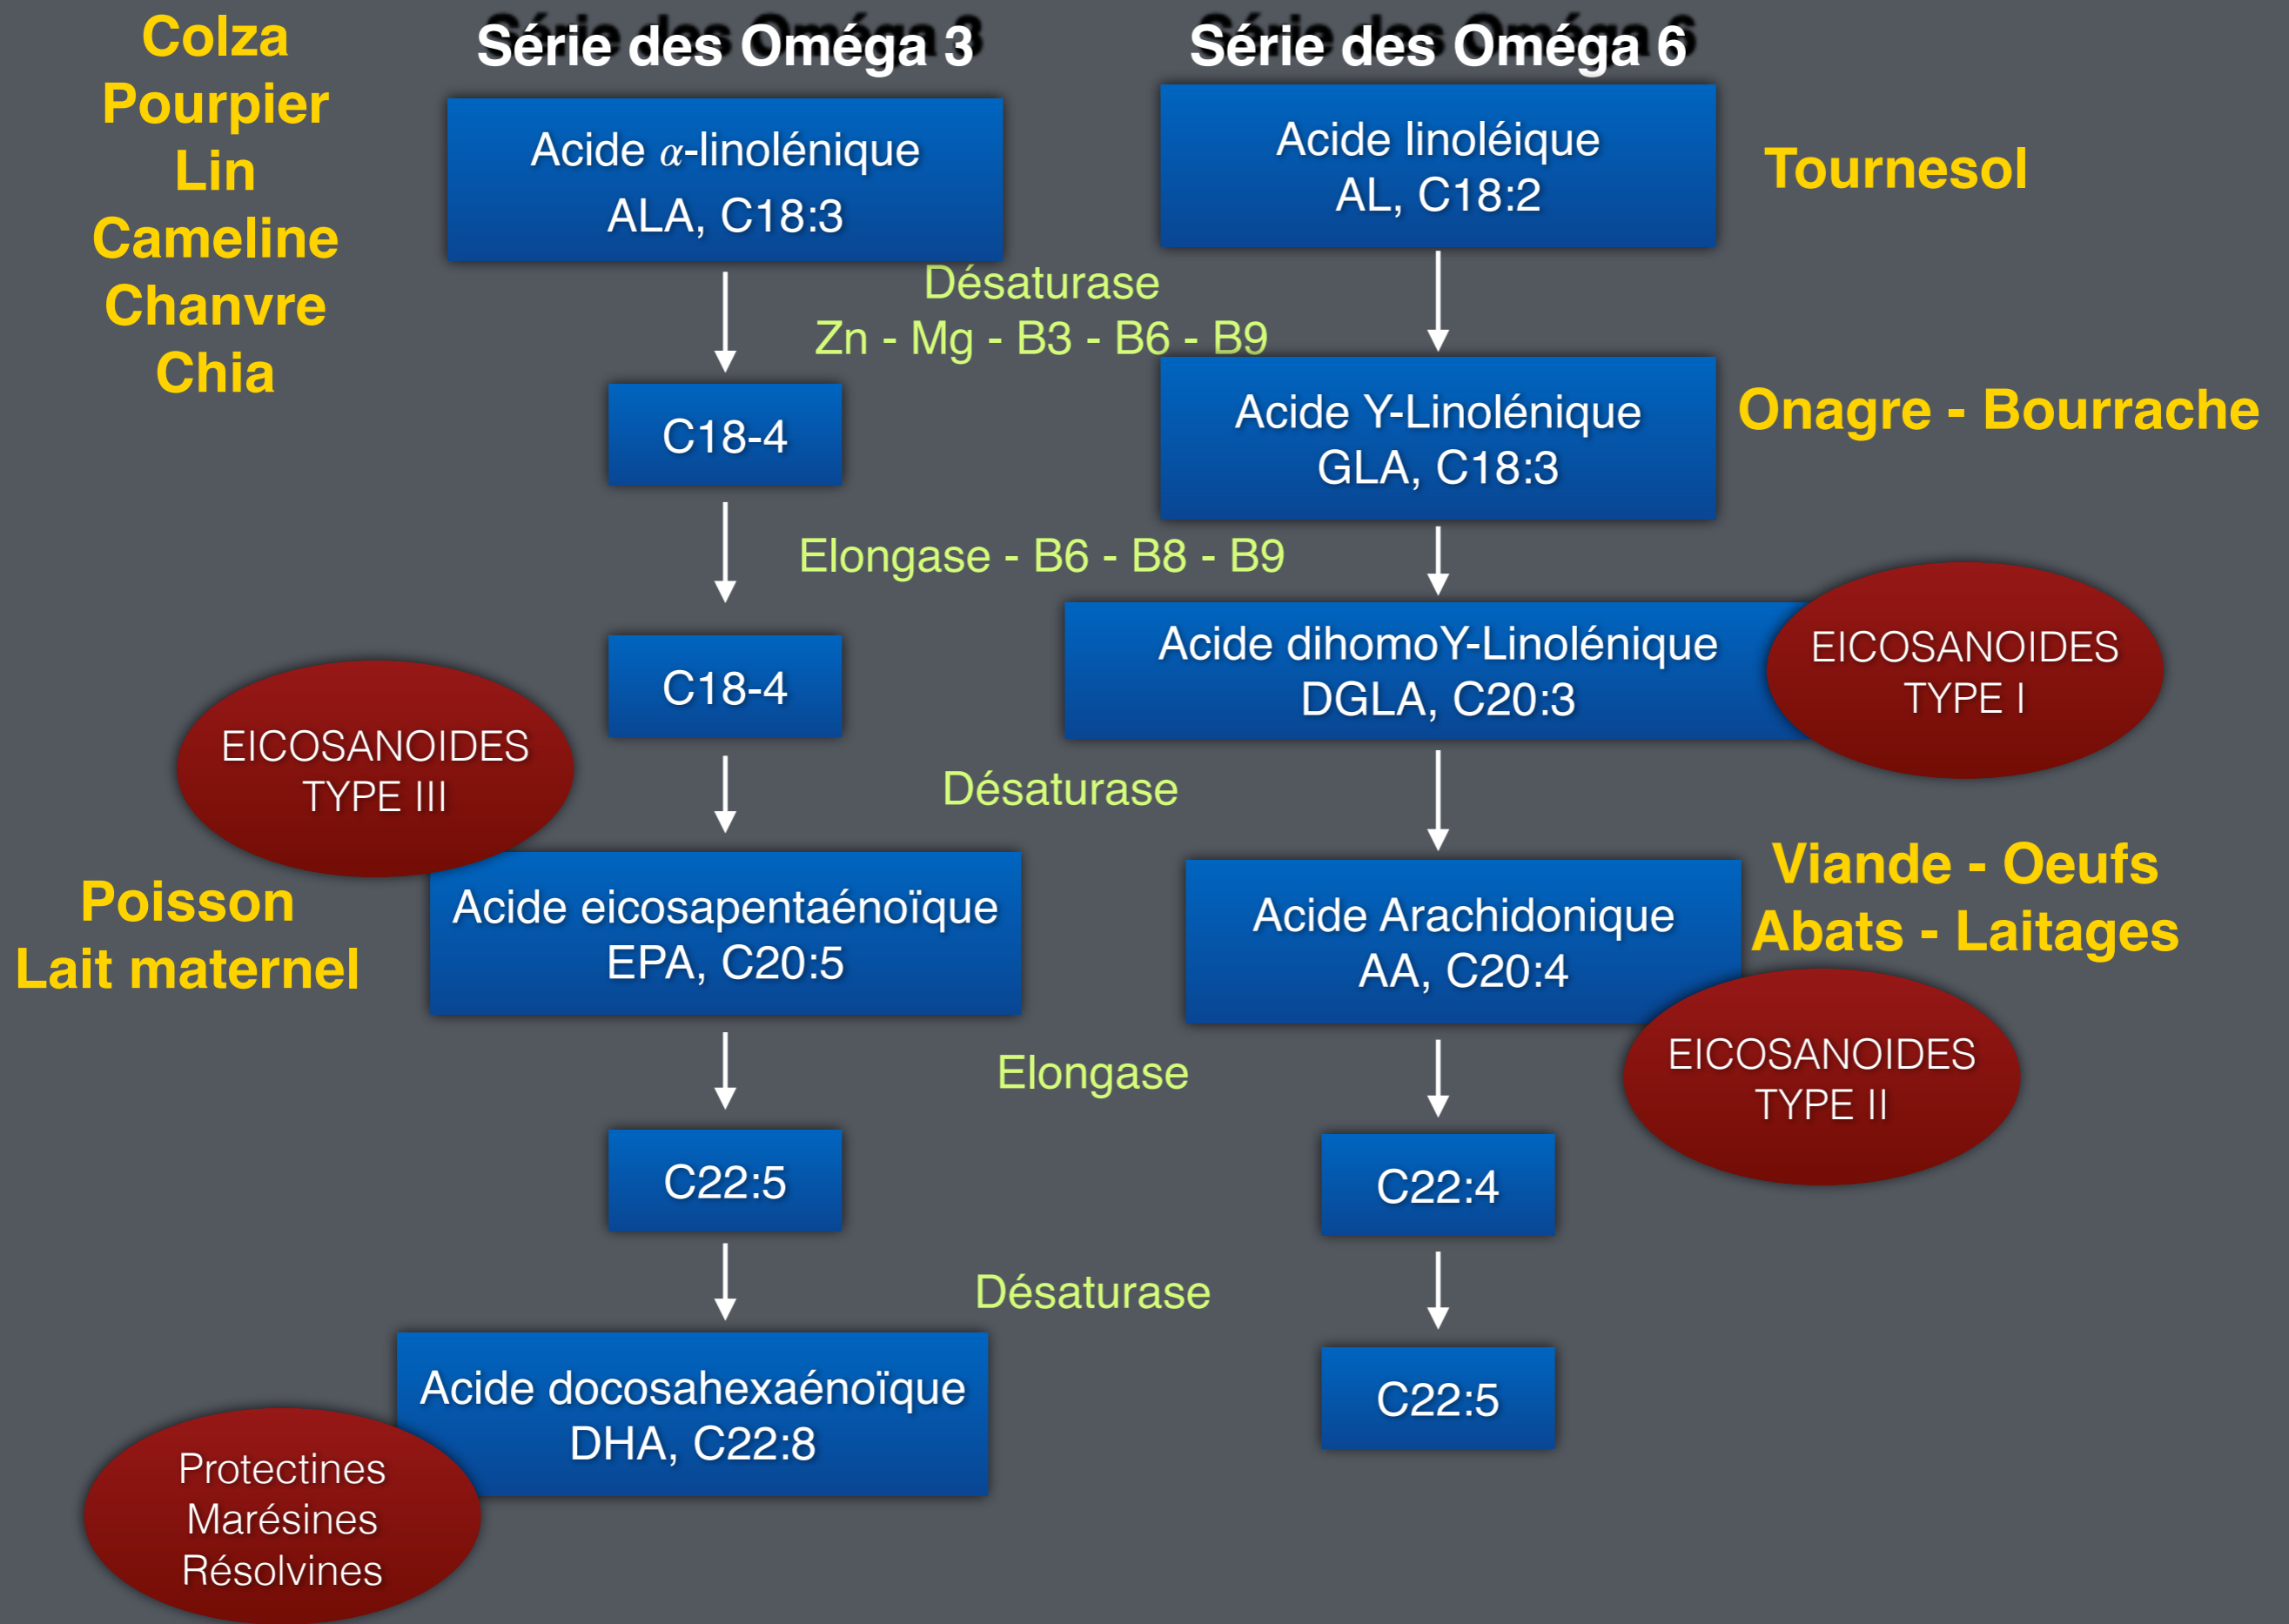 Colza
Pourpier
Lin
Cameline
Chanvre
Chia
Série des Oméga 3
Série des Oméga 6
Acide α-linolénique
ALA, C18:3
Acide linoléique
AL, C18:2
Tournesol
Désaturase
Zn - Mg - B3 - B6 - B9
C18-4
Acide Y-Linolénique
GLA, C18:3
Onagre - Bourrache
Elongase - B6 - B8 - B9
C18-4
Acide dihomoY-Linolénique
DGLA, C20:3
EICOSANOIDES
TYPE I
EICOSANOIDES
TYPE III
Désaturase
Poisson
Lait maternel
Acide eicosapentaénoïque
EPA, C20:5
Acide Arachidonique
AA, C20:4
Viande - Oeufs
Abats - Laitages
EICOSANOIDES
TYPE II
Elongase
C22:5
C22:4
Désaturase
Acide docosahexaénoïque
DHA, C22:8
C22:5
Protectines
Marésines
Résolvines